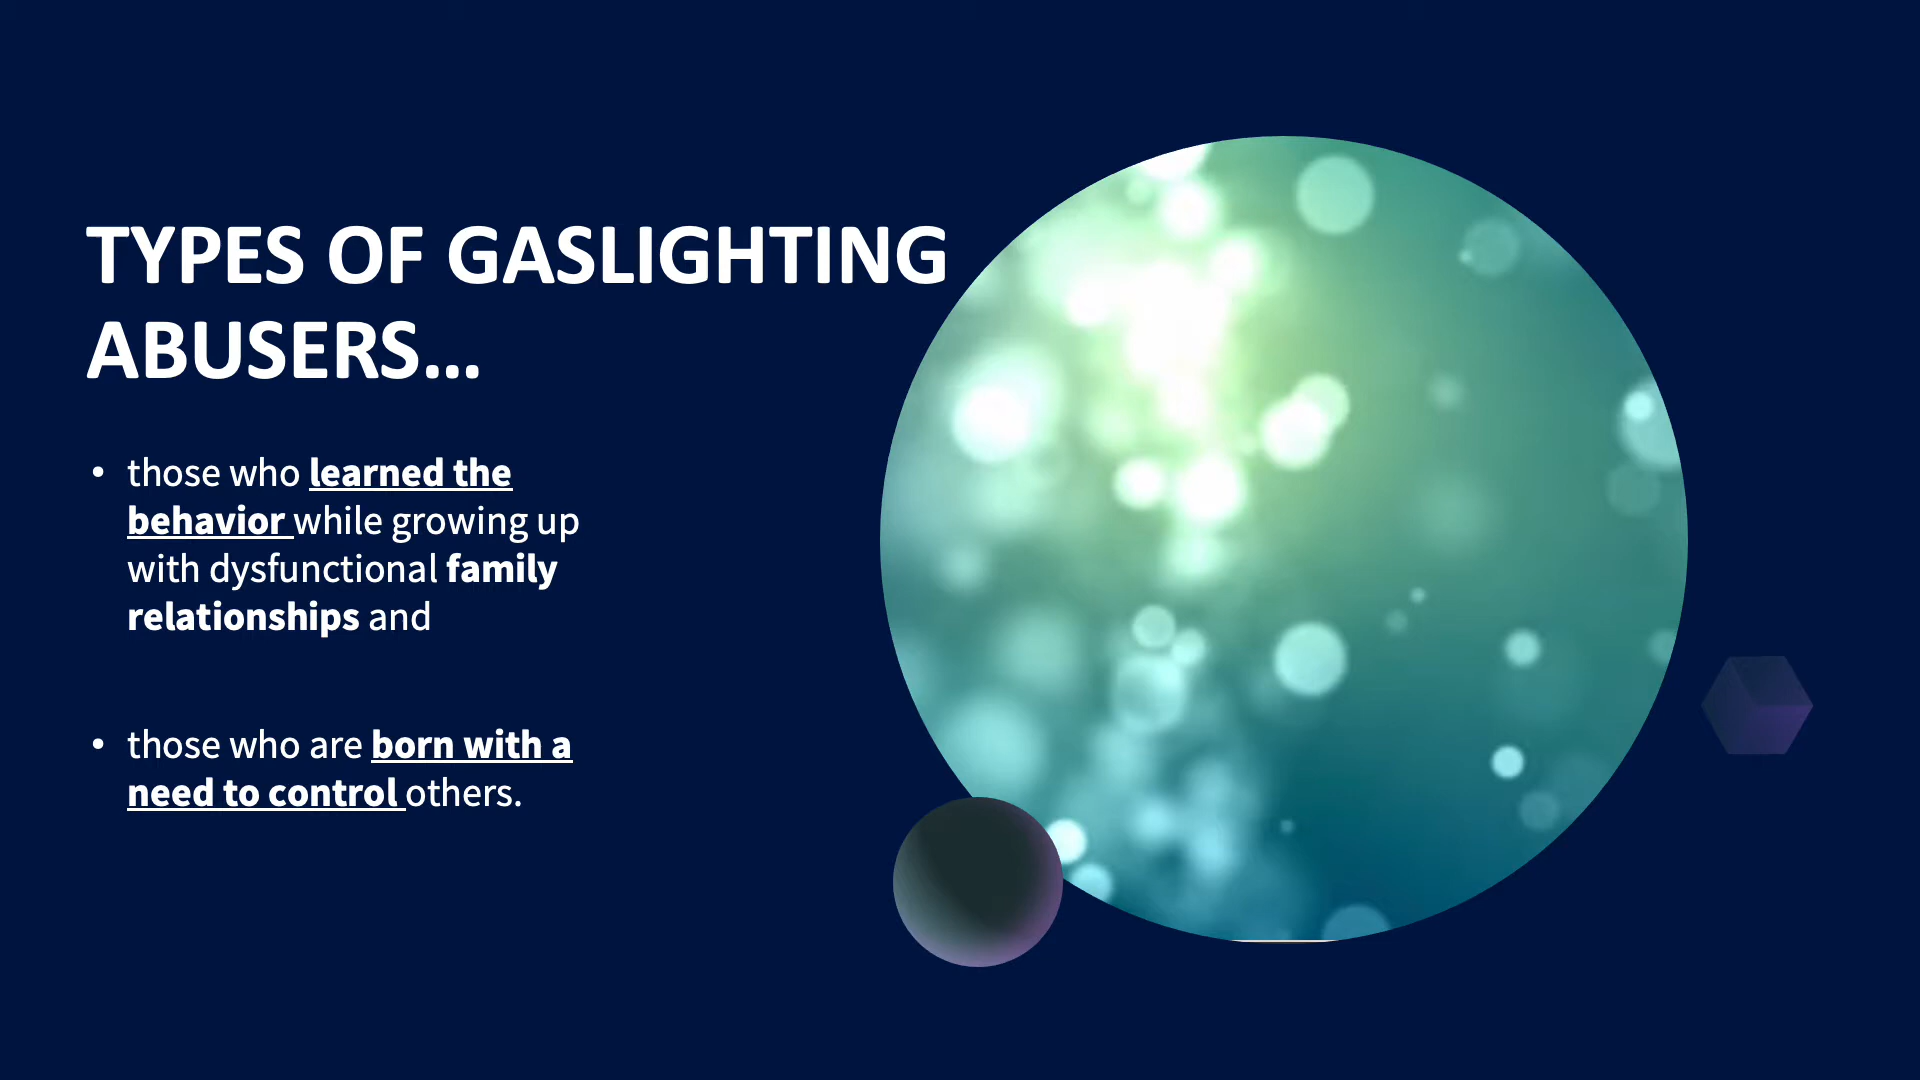 TYPES OF GASLIGHTING
ABUSERS...
• those who learned the
behavior while growing up
with dysfunctional family
relationships and
• those who are born with a
need to control others.